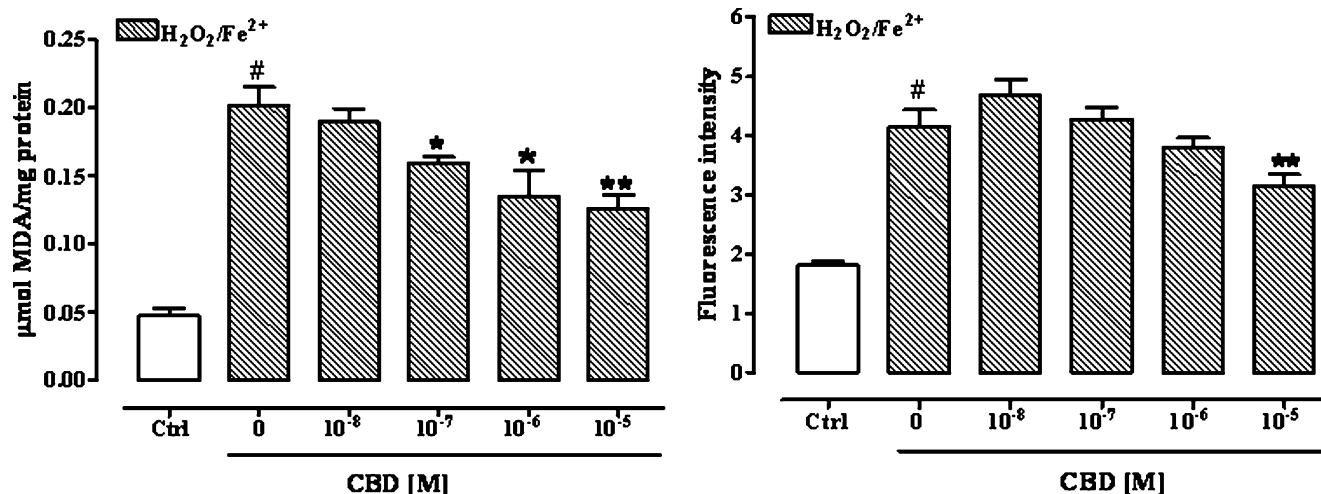 H₂O₂/Fe²⁺
0.25
0.20
0.15
0.10
0.05
0.00
µmol MDA/mg protein
#
*
*
**
Ctrl 0 10⁻⁸ 10⁻⁷ 10⁻⁶ 10⁻⁵
CBD [M]
H₂O₂/Fe²⁺
6
5
4
3
2
1
0
Fluorescence intensity
#
**
Ctrl 0 10⁻⁸ 10⁻⁷ 10⁻⁶ 10⁻⁵
CBD [M]